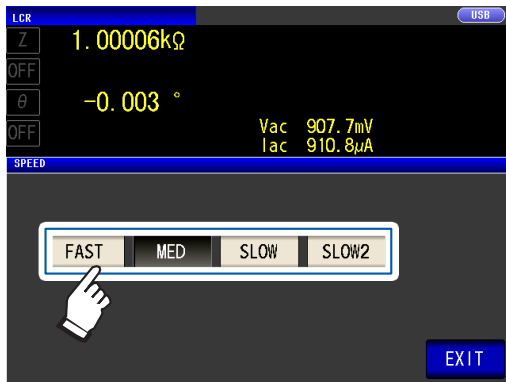 LCR USB
Z 1.00006kΩ
OFF
θ -0.003 °
OFF Vac 907.7mV
Iac 910.8μA
SPEED
FAST MED SLOW SLOW2
EXIT